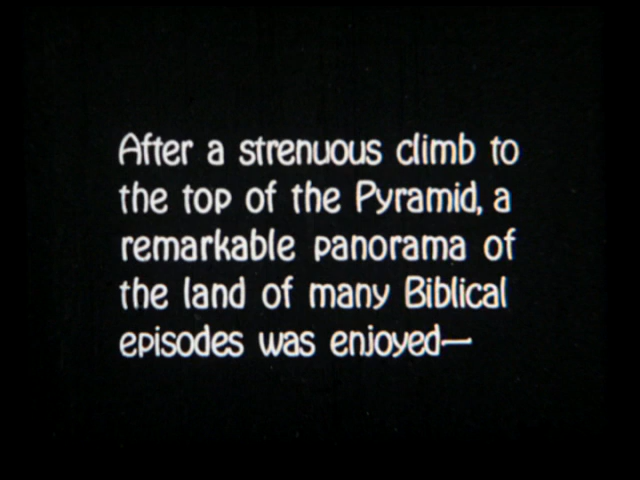 After a strenuous climb to
the top of the Pyramid, a
remarkable panorama of
the land of many Biblical
episodes was enjoyed—